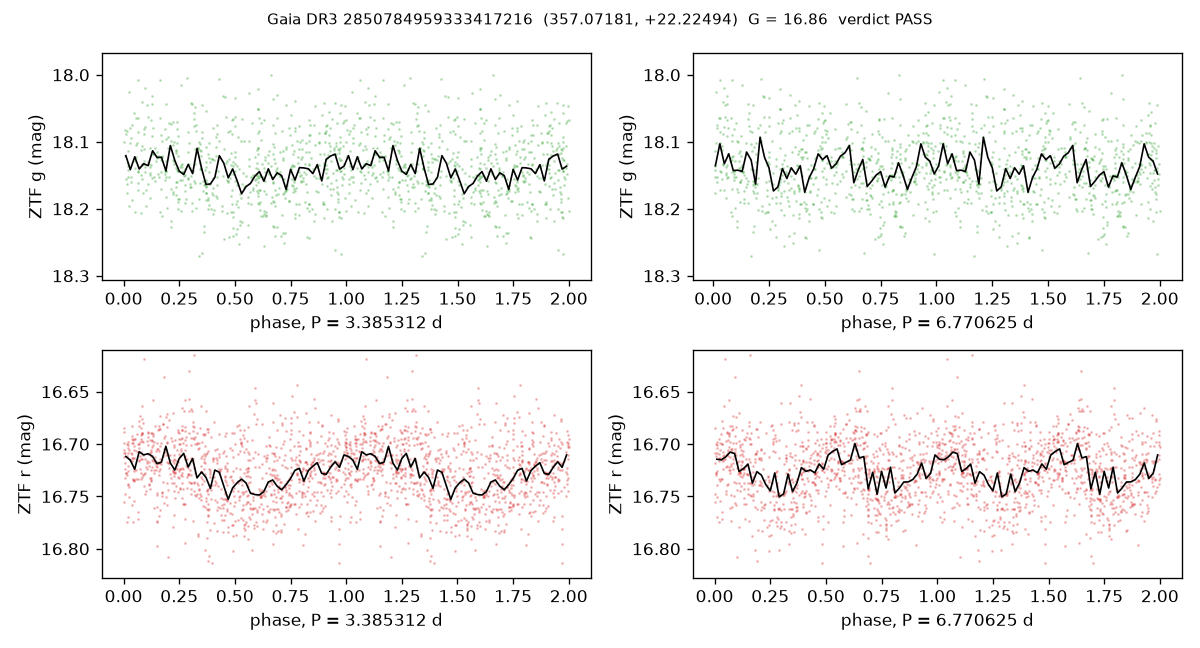 Gaia DR3 2850784959333417216 (357.07181, +22.22494) G = 16.86 verdict PASS
ZTF g (mag)
18.0
18.1
18.2
18.3
0.00 0.25 0.50 0.75 1.00 1.25 1.50 1.75 2.00
phase, P = 3.385312 d
ZTF g (mag)
18.0
18.1
18.2
18.3
0.00 0.25 0.50 0.75 1.00 1.25 1.50 1.75 2.00
phase, P = 6.770625 d
ZTF r (mag)
16.65
16.70
16.75
16.80
0.00 0.25 0.50 0.75 1.00 1.25 1.50 1.75 2.00
phase, P = 3.385312 d
ZTF r (mag)
16.65
16.70
16.75
16.80
0.00 0.25 0.50 0.75 1.00 1.25 1.50 1.75 2.00
phase, P = 6.770625 d